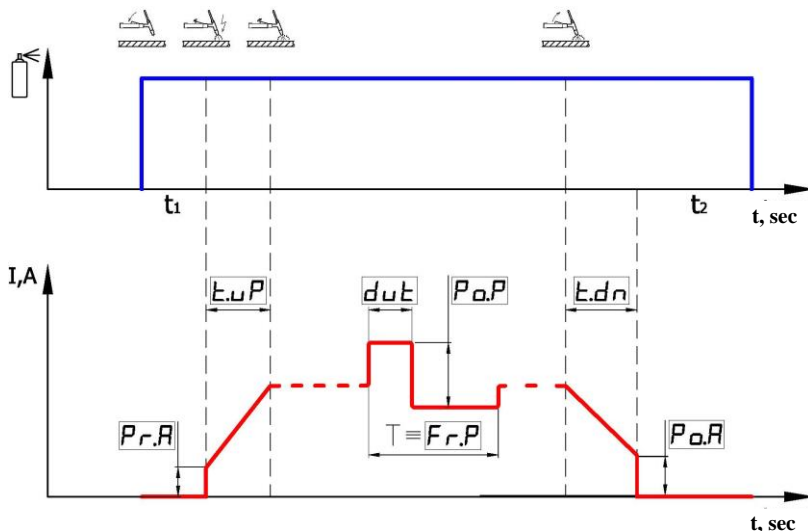 t1
t2
t, sec
I,A
t.uP
dut
Po.P
t.dn
Pr.A
T ≡ Fr.P
Po.A
t, sec